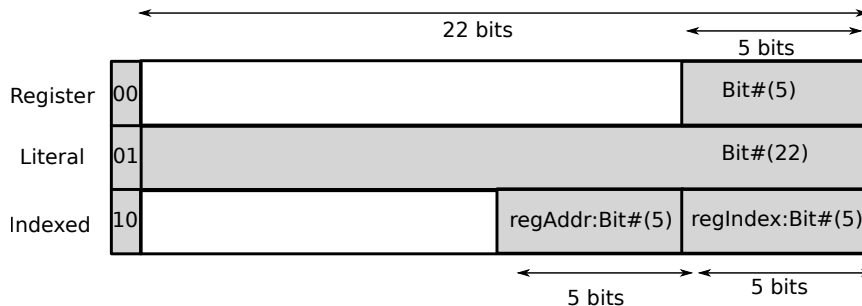 22 bits
5 bits
Register 00 Bit#(5)
Literal 01 Bit#(22)
Indexed 10 regAddr:Bit#(5) regIndex:Bit#(5)
5 bits 5 bits